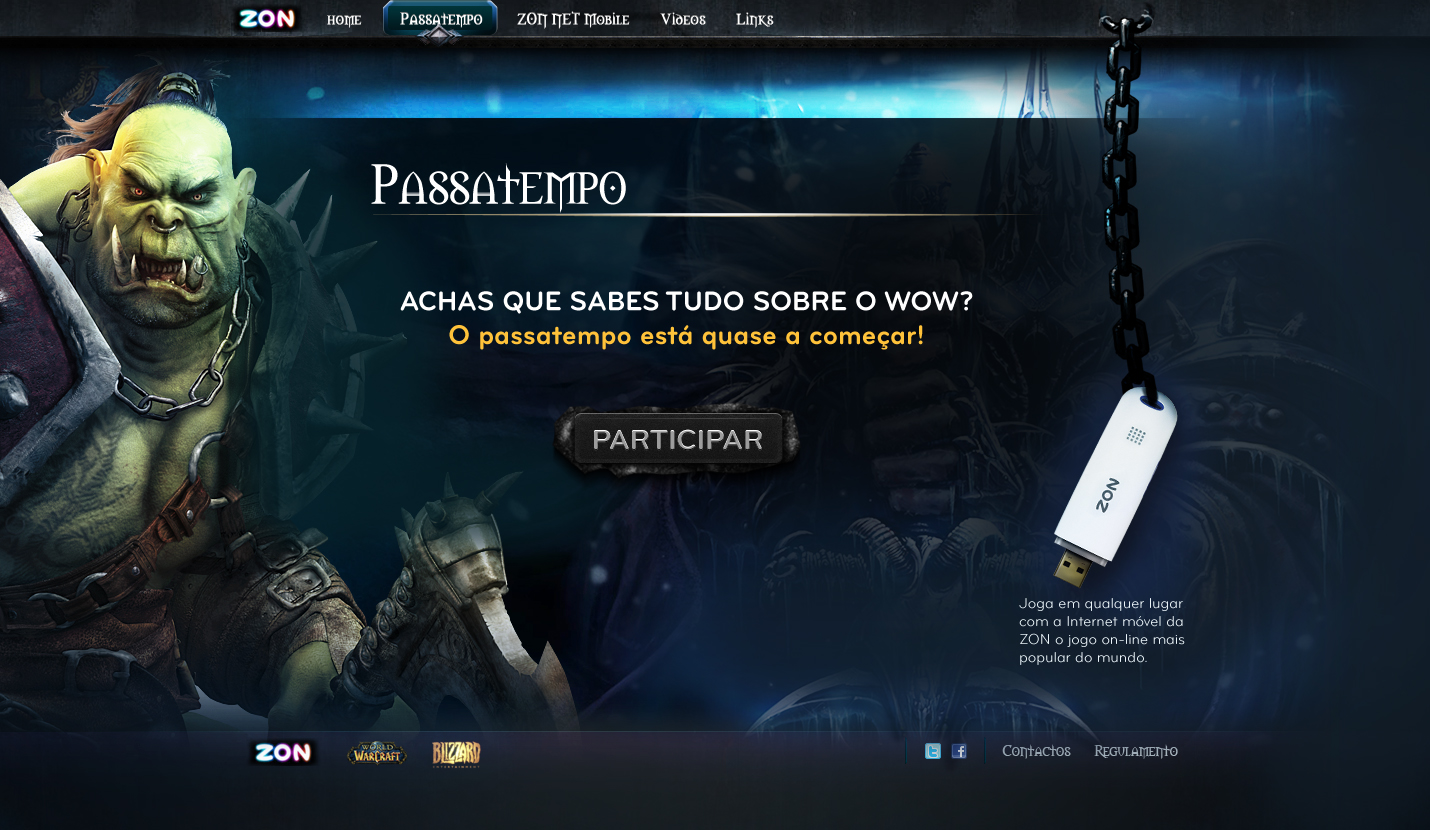 ZON
HOME
PASSATEMPO
ZON NET MOBILE
VIDEOS
LINKS
PASSATEMPO
ACHAS QUE SABES TUDO SOBRE O WOW?
O passatempo está quase a começar!
PARTICIPAR
ZON
Joga em qualquer lugar
com a Internet móvel da
ZON o jogo on-line mais
popular do mundo.
ZON
WORLD
WARCRAFT
BLIZZARD
ENTERTAINMENT
CONTACTOS
REGULAMENTO